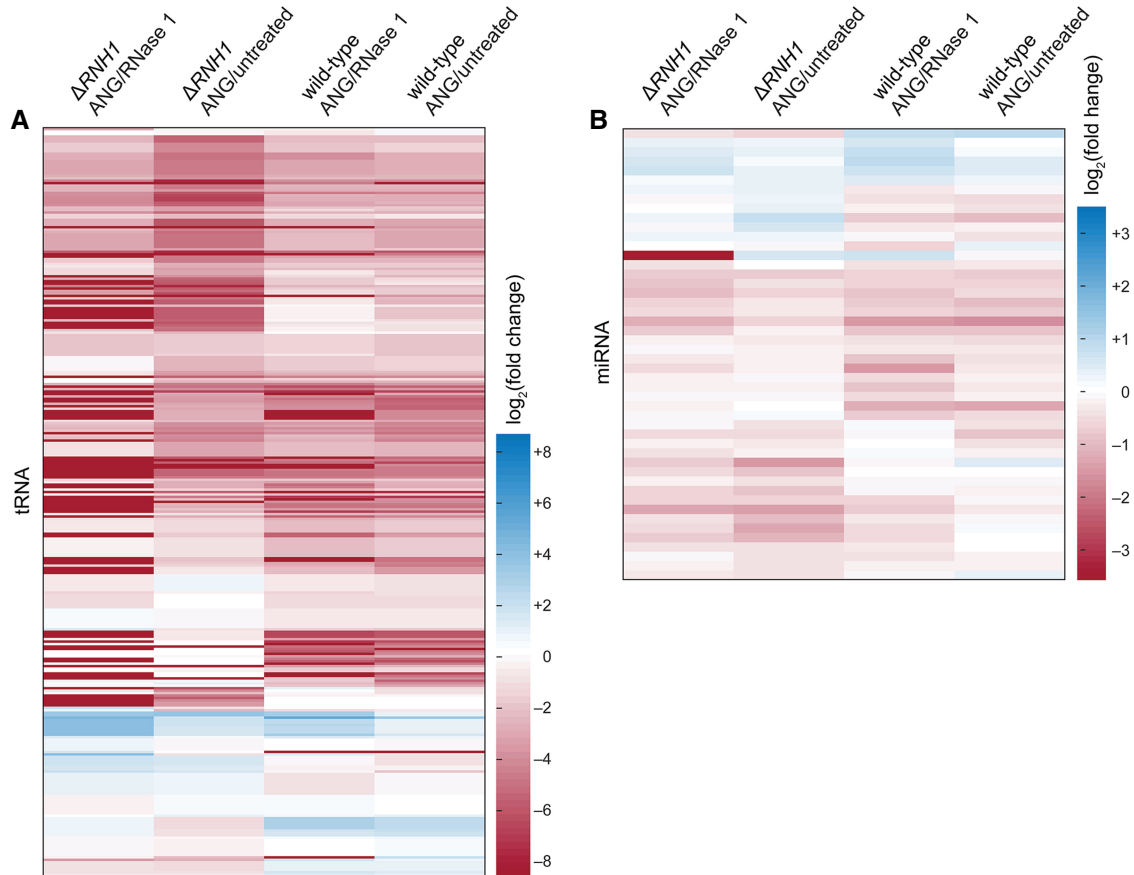 A
ΔRNH1
ANG/RNase 1
ΔRNH1
ANG/untreated
wild-type
ANG/RNase 1
wild-type
ANG/untreated
tRNA
log2(fold change)
+8
+6
+4
+2
0
–2
–4
–6
–8
B
ΔRNH1
ANG/RNase 1
ΔRNH1
ANG/untreated
wild-type
ANG/RNase 1
wild-type
ANG/untreated
miRNA
log2(fold hange)
+3
+2
+1
0
–1
–2
–3